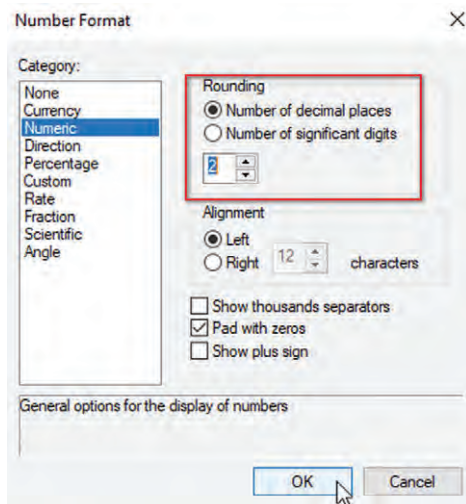 Number Format
Category:
None
Currency
Numeric
Direction
Percentage
Custom
Rate
Fraction
Scientific
Angle
Rounding
Number of decimal places
Number of significant digits
2
Alignment
Left
Right 12 characters
Show thousands separators
Pad with zeros
Show plus sign
General options for the display of numbers
OK Cancel